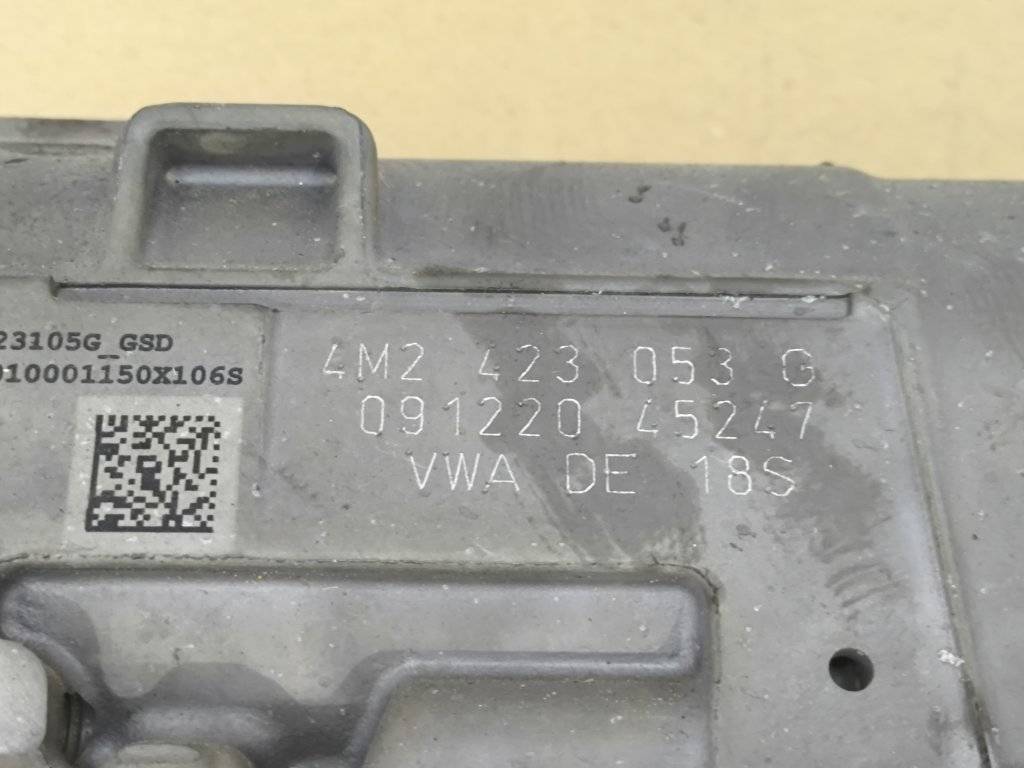 23105G_GSD
010001150X106S
4M2 423 053 G
091220 45247
VWA DE 18S